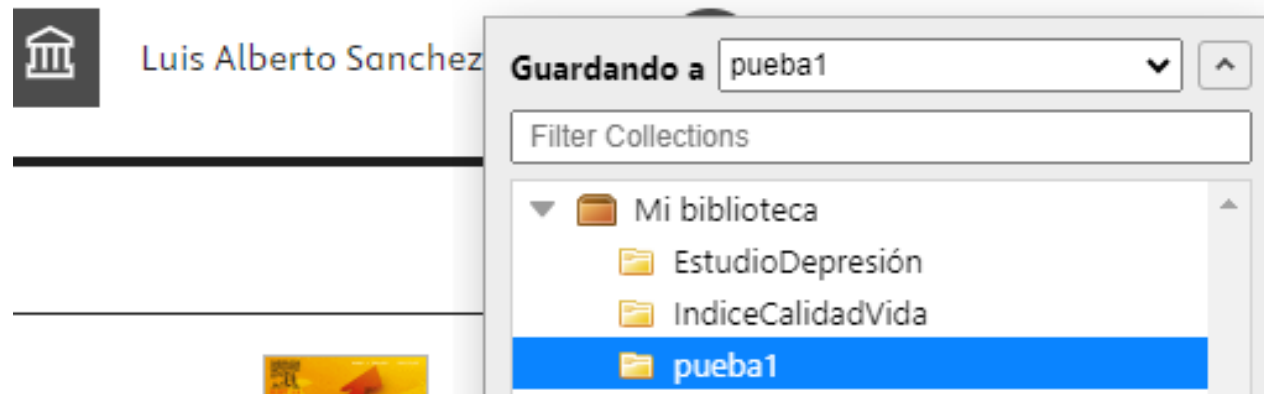 Luis Alberto Sanchez
Guardando a pueba1
Filter Collections
Mi biblioteca
EstudioDepresión
IndiceCalidadVida
pueba1